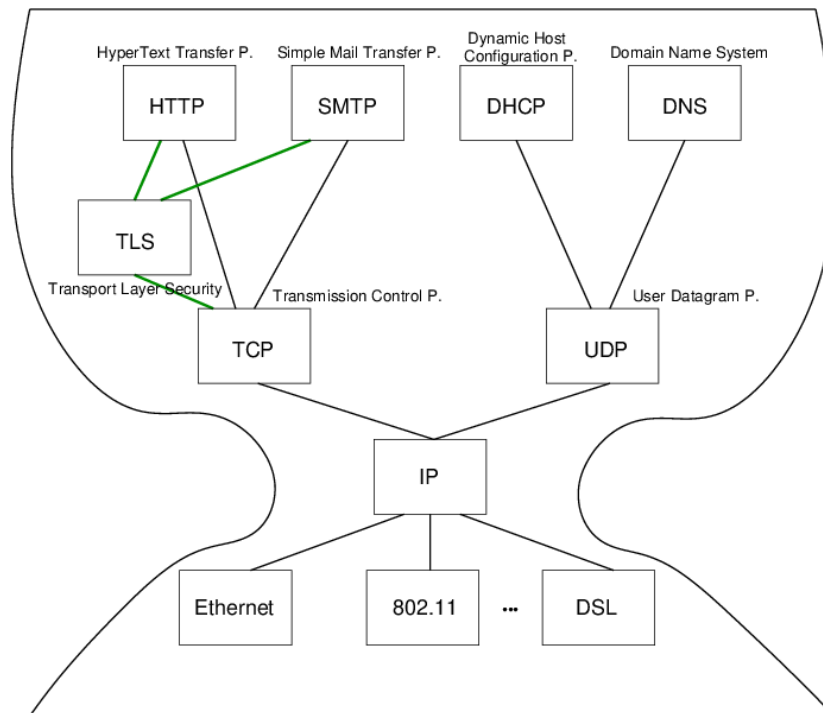 HyperText Transfer P.
Simple Mail Transfer P.
Dynamic Host
Configuration P.
Domain Name System
HTTP
SMTP
DHCP
DNS
TLS
Transport Layer Security
Transmission Control P.
User Datagram P.
TCP
UDP
IP
Ethernet
802.11
...
DSL